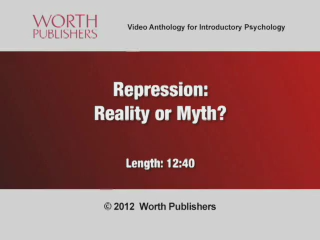 WORTH
PUBLISHERS
Video Anthology for Introductory Psychology
Repression:
Reality or Myth?
Length: 12:40
© 2012 Worth Publishers